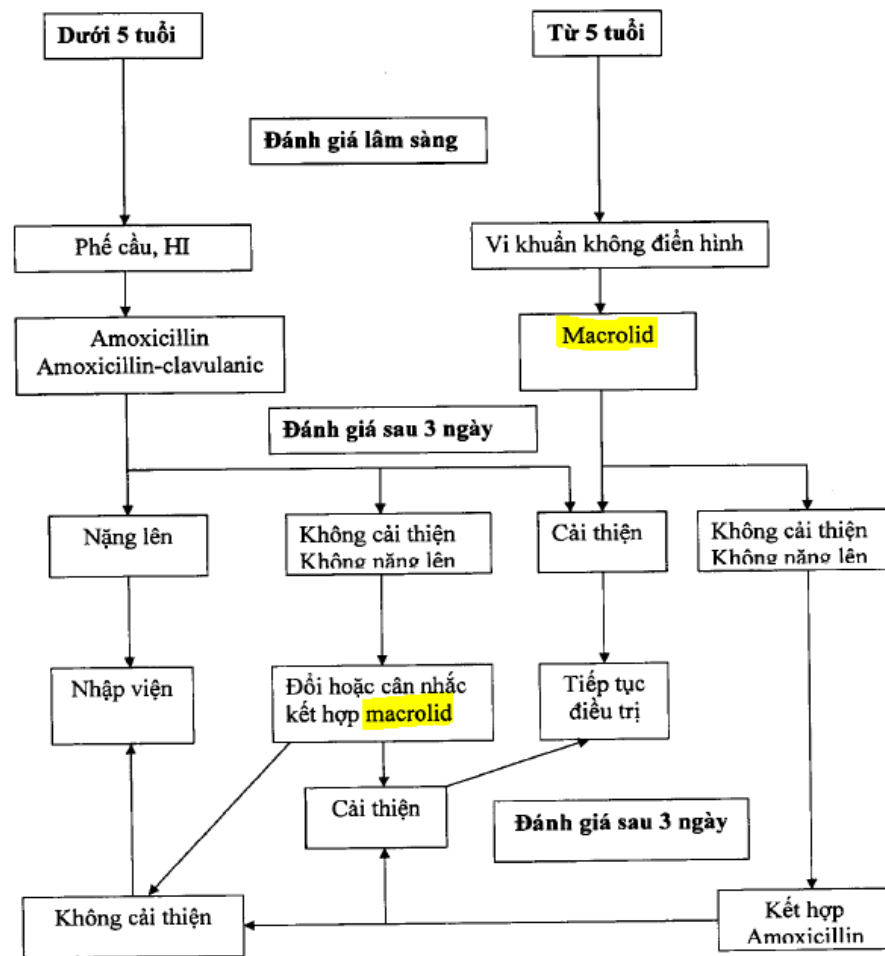 Dưới 5 tuổi
Từ 5 tuổi
Đánh giá lâm sàng
Phế cầu, HI
Vi khuẩn không điển hình
Amoxicillin
Amoxicillin-clavulanic
Macrolid
Đánh giá sau 3 ngày
Nặng lên
Không cải thiện
Không nặng lên
Cải thiện
Không cải thiện
Không nặng lên
Nhập viện
Đổi hoặc cân nhắc
kết hợp macrolid
Tiếp tục
điều trị
Cải thiện
Đánh giá sau 3 ngày
Không cải thiện
Kết hợp
Amoxicillin